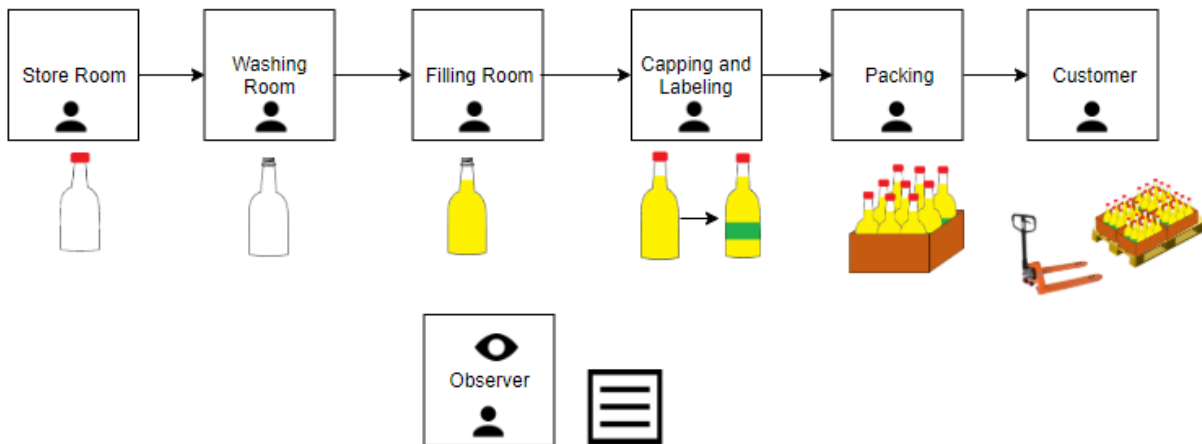 Store Room
Washing
Room
Filling Room
Capping and
Labeling
Packing
Customer
Observer